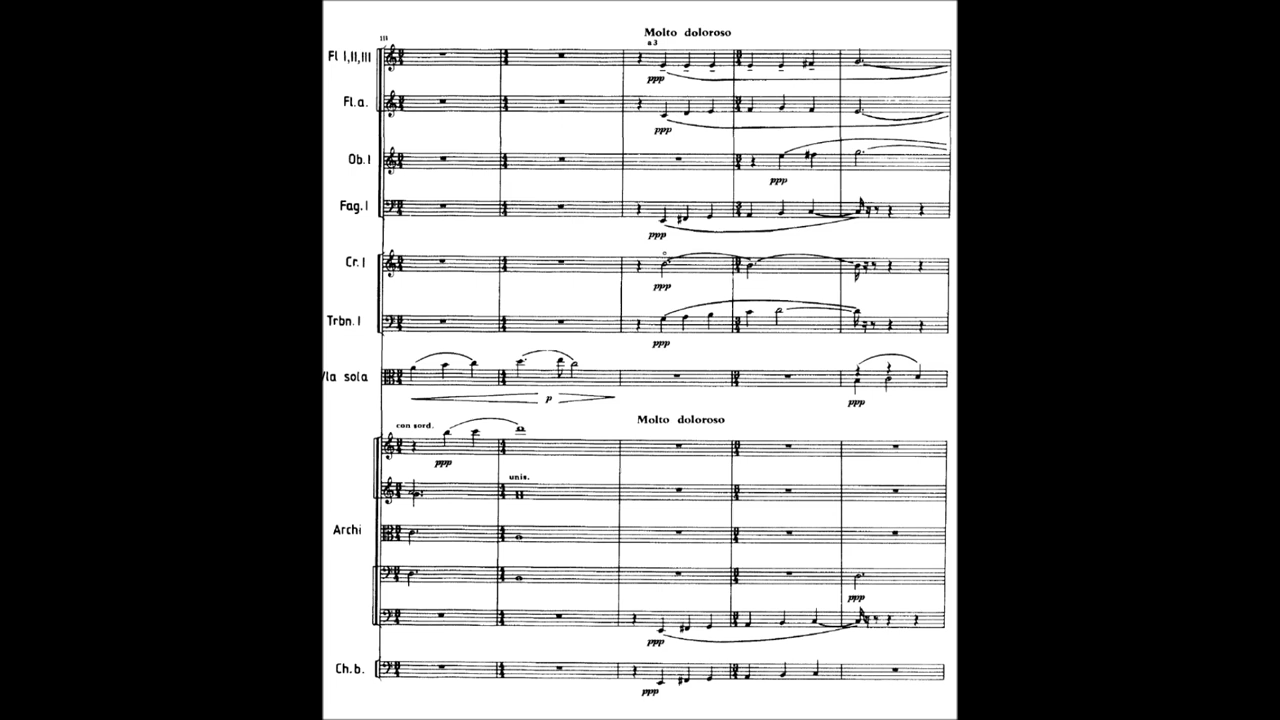 Molto doloroso
111
a 3
Fl I,II,III
ppp
Fl.a.
ppp
Ob.I
ppp
Fag.I
ppp
Cr.I
ppp
Trbn.I
ppp
Vla sola
p
ppp
Molto doloroso
con sord.
ppp
unis.
Archi
ppp
ppp
Ch.b.
ppp